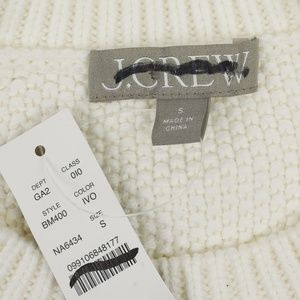 J.CREW
S
MADE IN
CHINA
DEPT
GA2
CLASS
010
STYLE
BM400
COLOR
IVO
SIZE
S
NA6434
099106848177